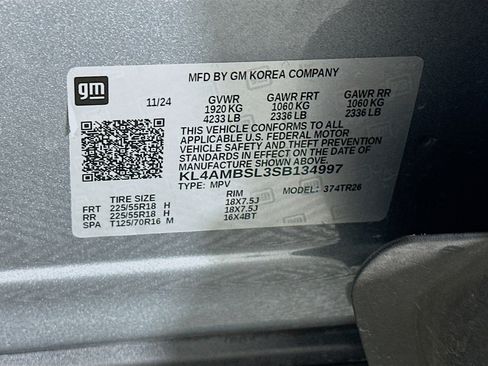 gm
MFD BY GM KOREA COMPANY
11/24 GVWR GAWR FRT GAWR RR
1920 KG 1060 KG 1060 KG
4233 LB 2336 LB 2336 LB
THIS VEHICLE CONFORMS TO ALL
APPLICABLE U.S. FEDERAL MOTOR
VEHICLE SAFETY AND THEFT PREVENTION
STANDARDS IN EFFECT ON THE DATE OF
MANUFACTURE SHOWN ABOVE.
KL4AMBSL3SB134997
TYPE: MPV MODEL: 374TR26
TIRE SIZE RIM
FRT 225/55R18 H 18X7.5J
RR 225/55R18 H 18X7.5J
SPA T125/70R16 M 16X4BT